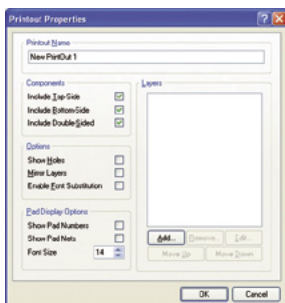 Printout Properties
Printout Name
New PrintOut 1
Components
Include Top-Side
Include Bottom-Side
Include Double-Sided
Options
Show Holes
Mirror Layers
Enable Font Substitution
Pad Display Options
Show Pad Numbers
Show Pad Nets
Font Size 14
Layers
Add... Remove... Edit...
Move Up Move Down
OK Cancel